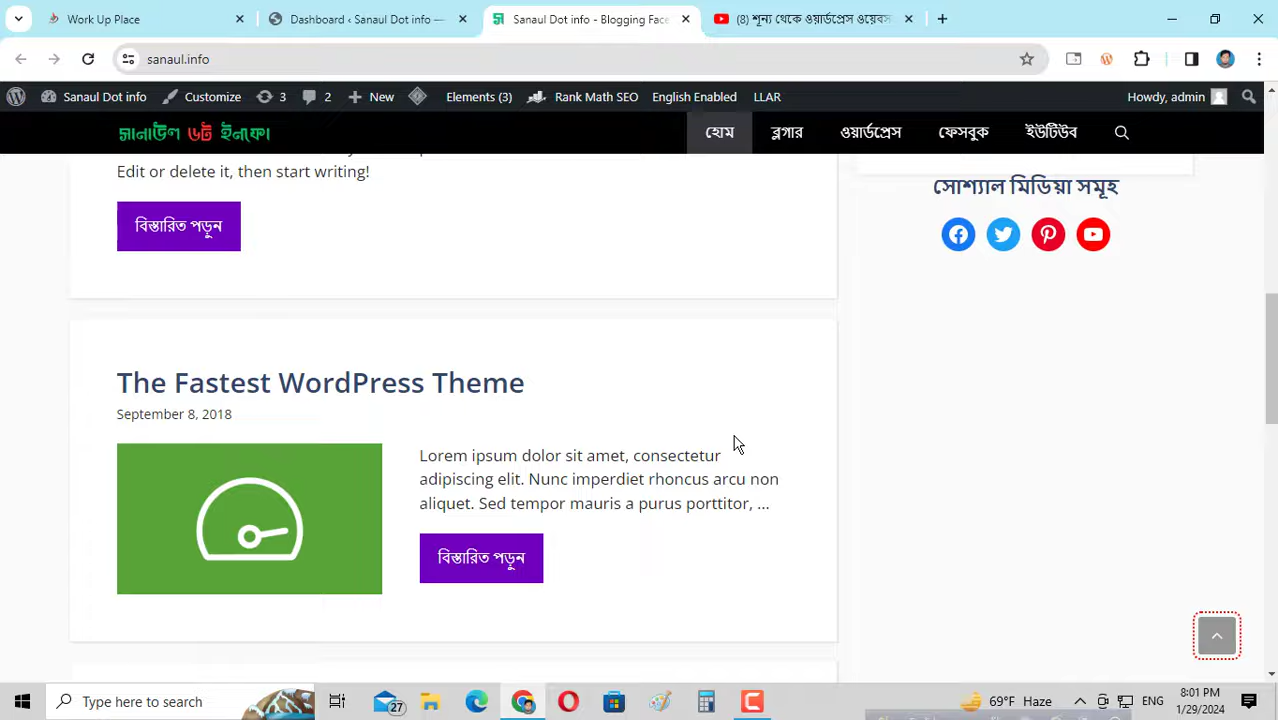 Work Up Place
Dashboard ‹ Sanaul Dot info —
Sanaul Dot info - Blogging Face
(8) শূন্য থেকে ওয়ার্ডপ্রেস ওয়েবস
sanaul.info
Sanaul Dot info
Customize
3
2
New
Elements (3)
Rank Math SEO
English Enabled
LLAR
Howdy, admin
সানাউল ডট ইনফো
হোম
ব্লগার
ওয়ার্ডপ্রেস
ফেসবুক
ইউটিউব
Edit or delete it, then start writing!
বিস্তারিত পড়ুন
সোশ্যাল মিডিয়া সমূহ
The Fastest WordPress Theme
September 8, 2018
Lorem ipsum dolor sit amet, consectetur
adipiscing elit. Nunc imperdiet rhoncus arcu non
aliquet. Sed tempor mauris a purus porttitor, ...
বিস্তারিত পড়ুন
Type here to search
27
69°F Haze
ENG
8:01 PM
1/29/2024